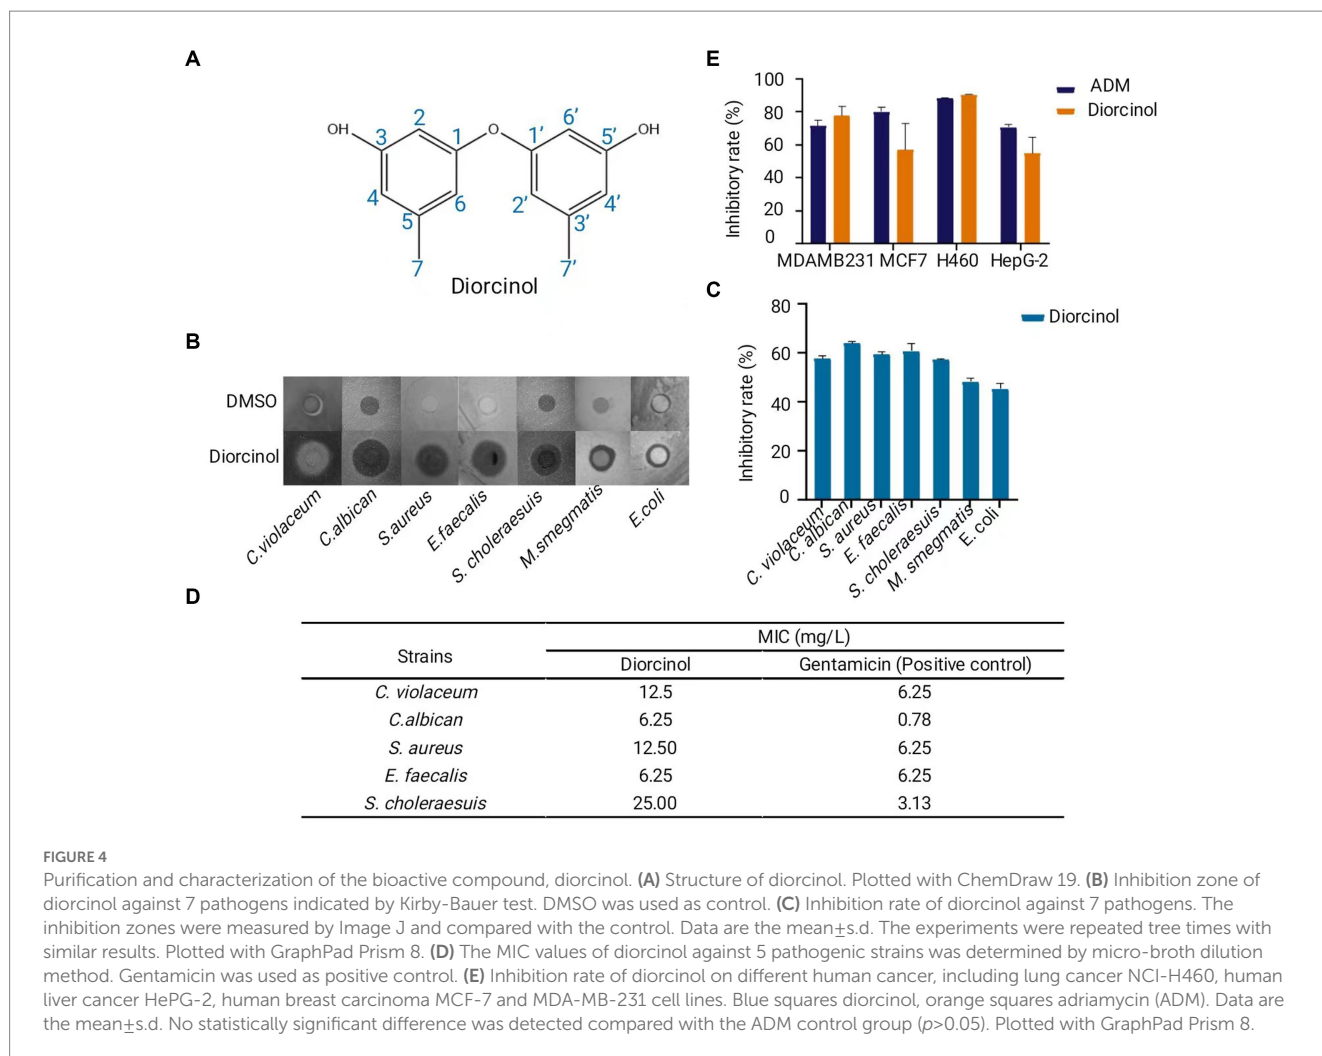 A
OH
3
2
1
O
1'
6'
5'
OH
4
5
6
2'
3'
4'
7
7'
Diorcinol
E
Inhibitory rate (%)
100
80
60
40
20
0
MDAMB231 MCF7 H460 HepG-2
ADM
Diorcinol
B
DMSO
Diorcinol
C.violaceum
C.albican
S.aureus
E.faecalis
S. choleraesuis
M.smegmatis
E.coli
C
Inhibitory rate (%)
80
60
40
20
0
C. violaceum
C. albican
S. aureus
E. faecalis
S. choleraesuis
M. smegmatis
E. coli
Diorcinol
D
Strains
MIC (mg/L)
Diorcinol Gentamicin (Positive control)
C. violaceum 12.5 6.25
C.albican 6.25 0.78
S. aureus 12.50 6.25
E. faecalis 6.25 6.25
S. choleraesuis 25.00 3.13
FIGURE 4
Purification and characterization of the bioactive compound, diorcinol. (A) Structure of diorcinol. Plotted with ChemDraw 19. (B) Inhibition zone of
diorcinol against 7 pathogens indicated by Kirby-Bauer test. DMSO was used as control. (C) Inhibition rate of diorcinol against 7 pathogens. The
inhibition zones were measured by Image J and compared with the control. Data are the mean±s.d. The experiments were repeated tree times with
similar results. Plotted with GraphPad Prism 8. (D) The MIC values of diorcinol against 5 pathogenic strains was determined by micro-broth dilution
method. Gentamicin was used as positive control. (E) Inhibition rate of diorcinol on different human cancer, including lung cancer NCI-H460, human
liver cancer HePG-2, human breast carcinoma MCF-7 and MDA-MB-231 cell lines. Blue squares diorcinol, orange squares adriamycin (ADM). Data are
the mean±s.d. No statistically significant difference was detected compared with the ADM control group (p>0.05). Plotted with GraphPad Prism 8.